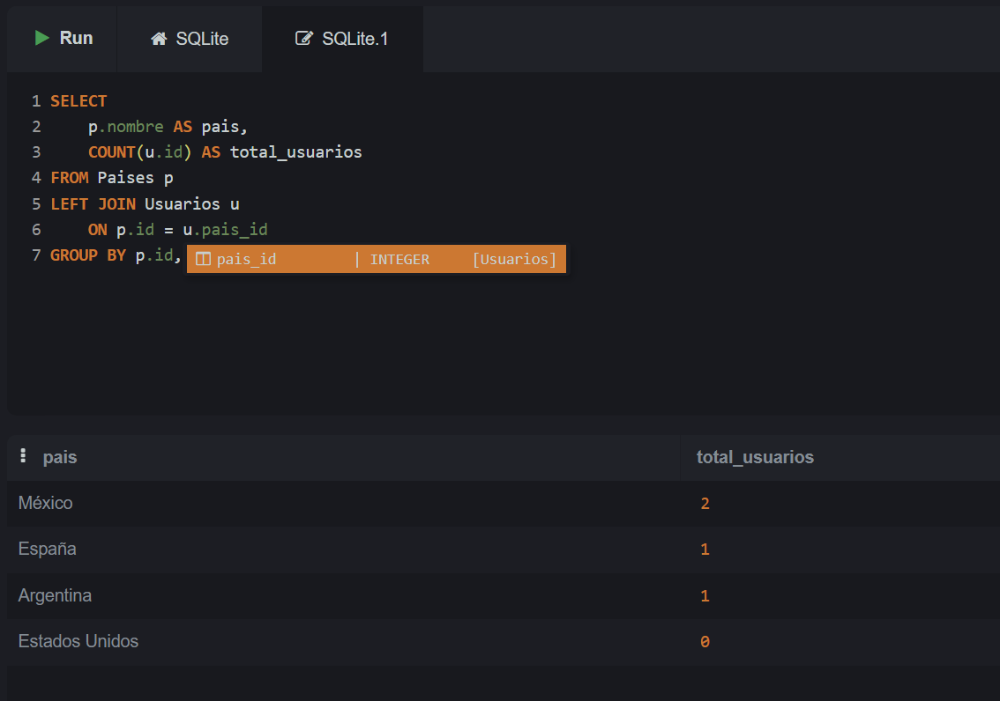 Run SQLite SQLite.1
1 SELECT
2 p.nombre AS pais,
3 COUNT(u.id) AS total_usuarios
4 FROM Paises p
5 LEFT JOIN Usuarios u
6 ON p.id = u.pais_id
7 GROUP BY p.id, pais_id | INTEGER [Usuarios]
pais total_usuarios
México 2
España 1
Argentina 1
Estados Unidos 0